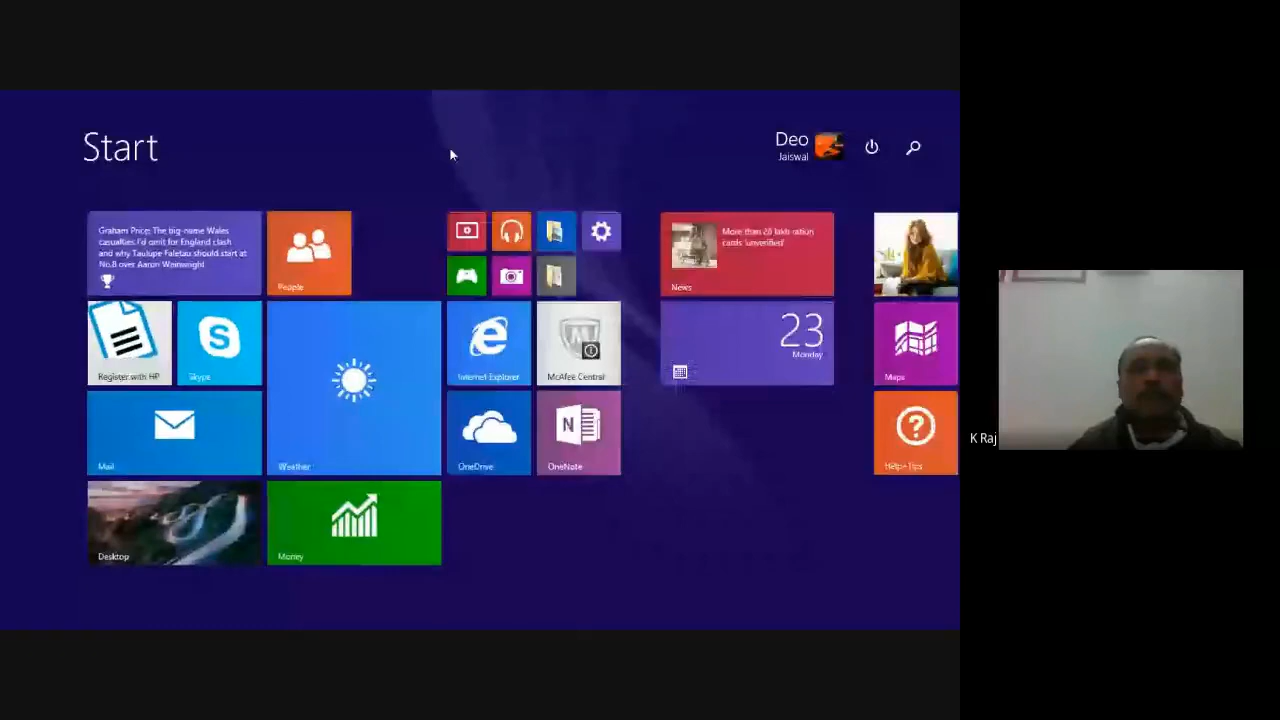 Start
Deo
Jaiswal
Graham Price: The big-name Wales
casualties I'd omit for England clash
and why Taulupe Faletau should start at
No.8 over Aaron Wainwright
People
More than 20 lakh ration
cards 'unverified'
News
Register with HP
Skype
Weather
Internet Explorer
McAfee Central
23
Monday
Maps
Mail
OneDrive
OneNote
Help+Tips
Desktop
Money
K Raj